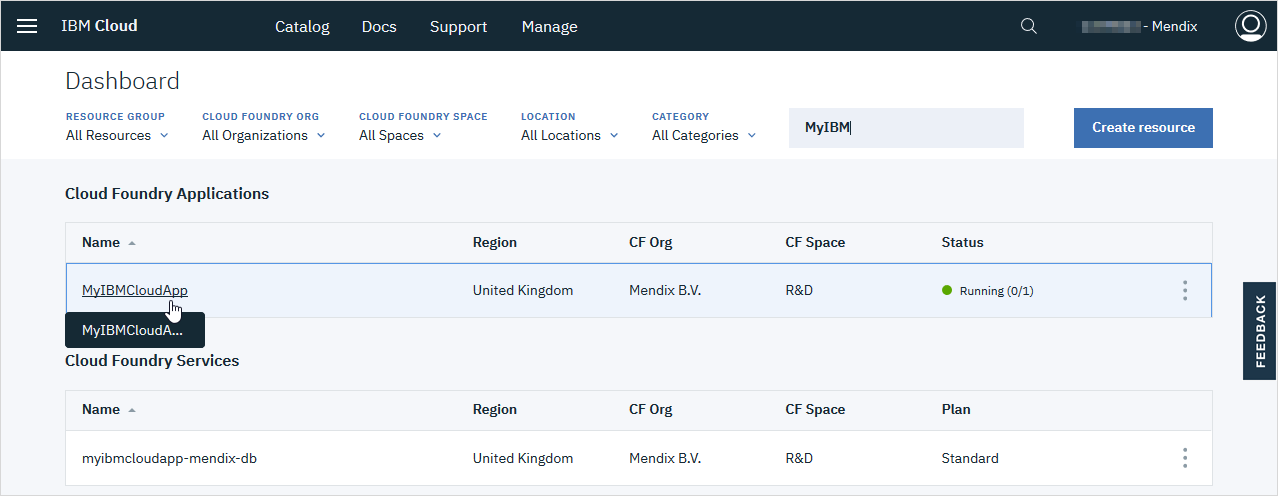 IBM Cloud Catalog Docs Support Manage - Mendix
Dashboard
RESOURCE GROUP CLOUD FOUNDRY ORG CLOUD FOUNDRY SPACE LOCATION CATEGORY
All Resources All Organizations All Spaces All Locations All Categories MyIBM Create resource
Cloud Foundry Applications
Name Region CF Org CF Space Status
MyIBMCloudApp United Kingdom Mendix B.V. R&D Running (0/1)
MyIBMCloudA...
FEEDBACK
Cloud Foundry Services
Name Region CF Org CF Space Plan
myibmcloudapp-mendix-db United Kingdom Mendix B.V. R&D Standard